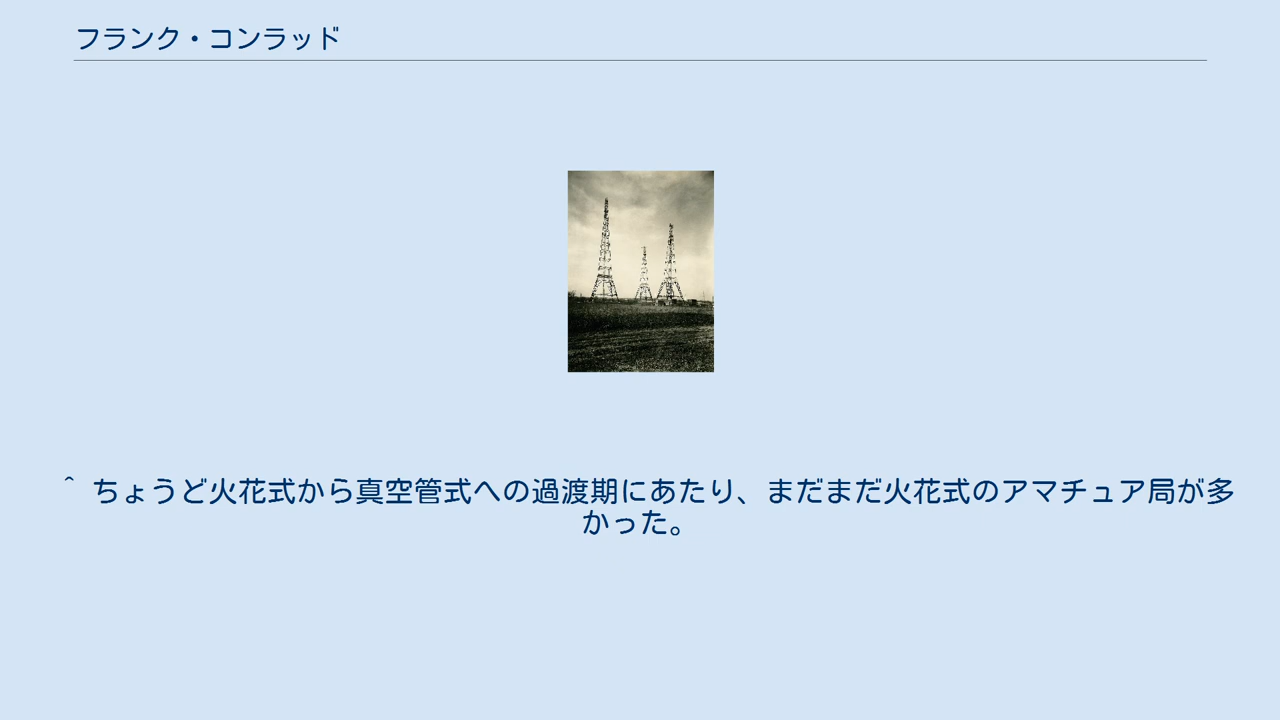 フランク・コンラッド
^ ちょうど火花式から真空管式への過渡期にあたり、まだまだ火花式のアマチュア局が多
かった。